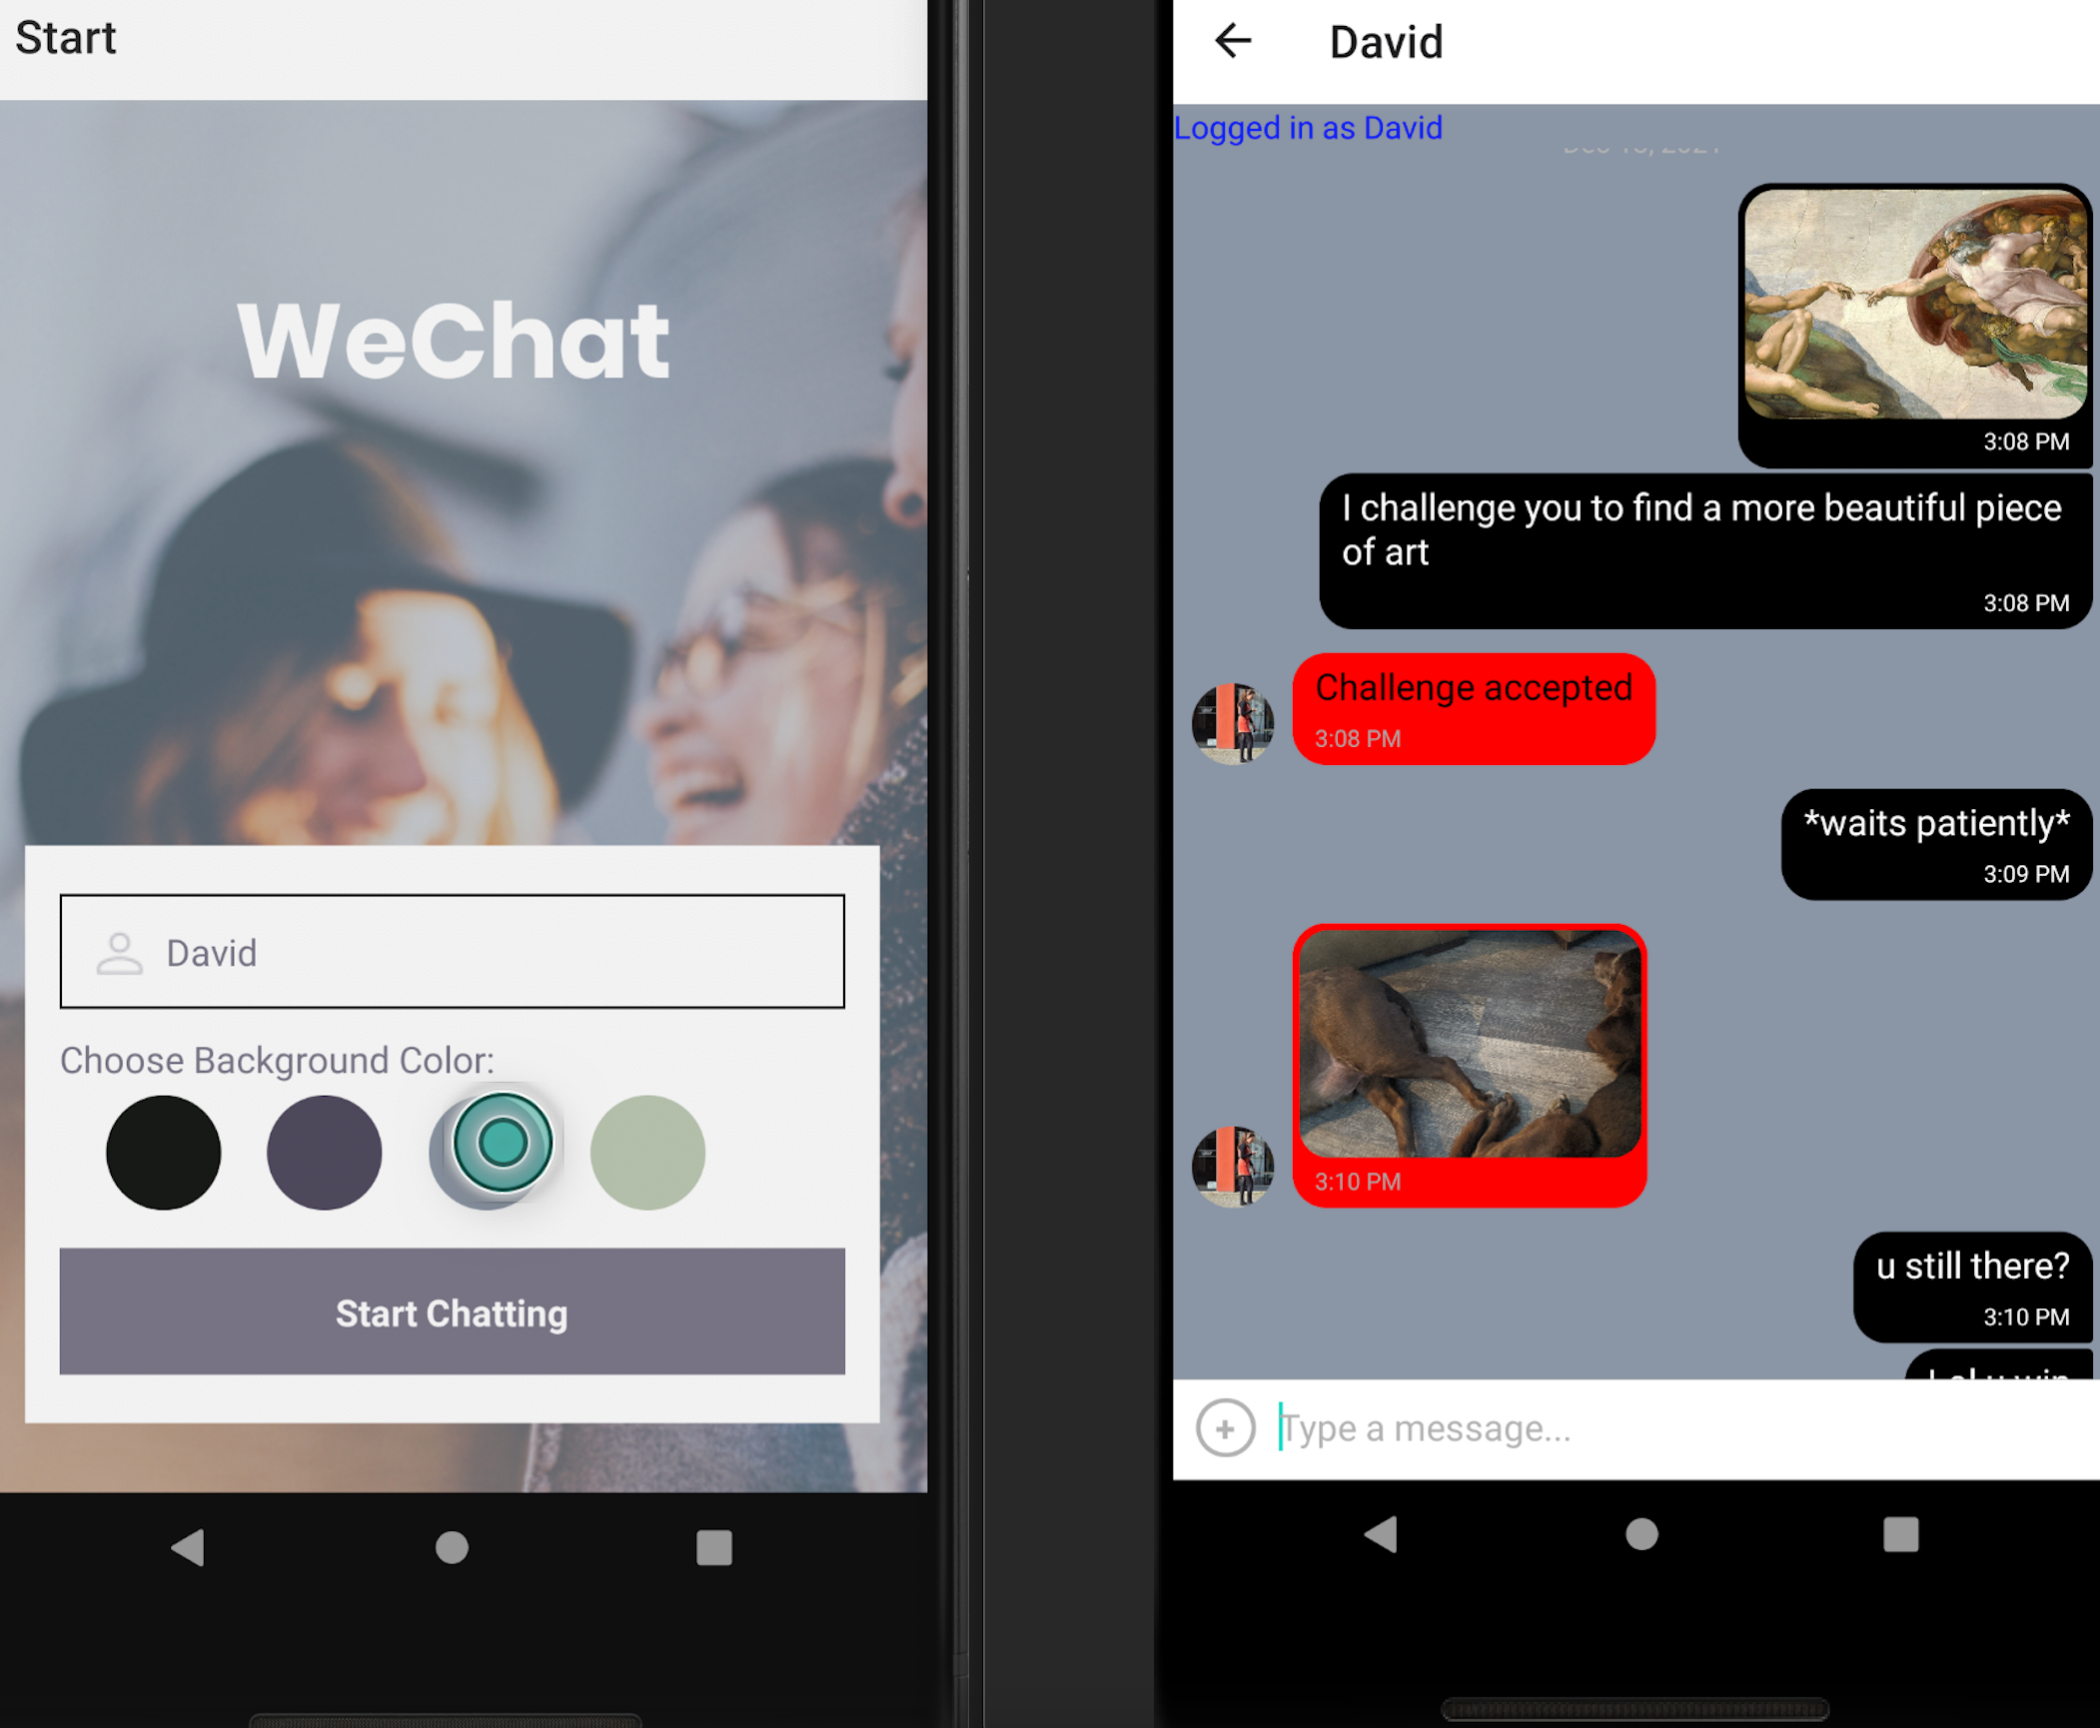 Start
WeChat
David
Choose Background Color:
Start Chatting
David
Logged in as David
3:08 PM
I challenge you to find a more beautiful piece
of art
3:08 PM
Challenge accepted
3:08 PM
*waits patiently*
3:09 PM
3:10 PM
u still there?
3:10 PM
Type a message...